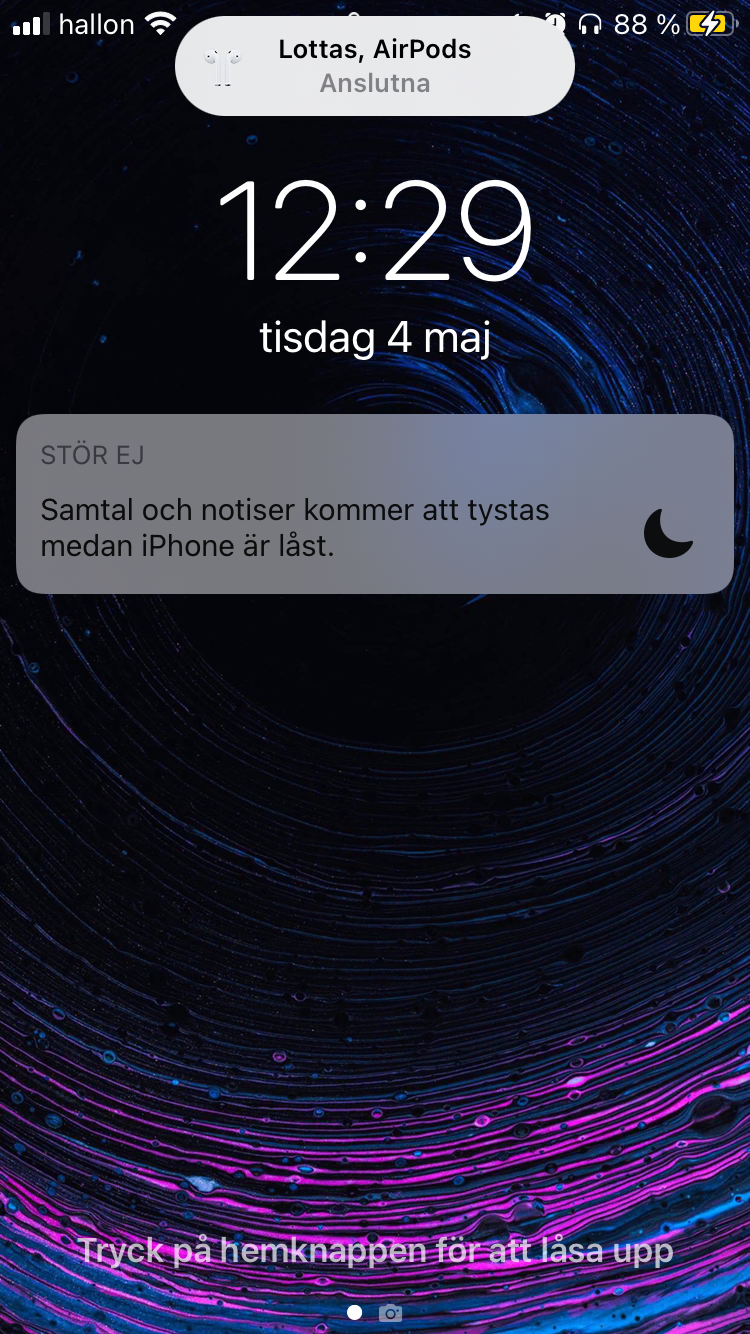 hallon 88 %
Lottas, AirPods
Anslutna
12:29
tisdag 4 maj
STÖR EJ
Samtal och notiser kommer att tystas
medan iPhone är låst.
Tryck på hemknappen för att låsa upp